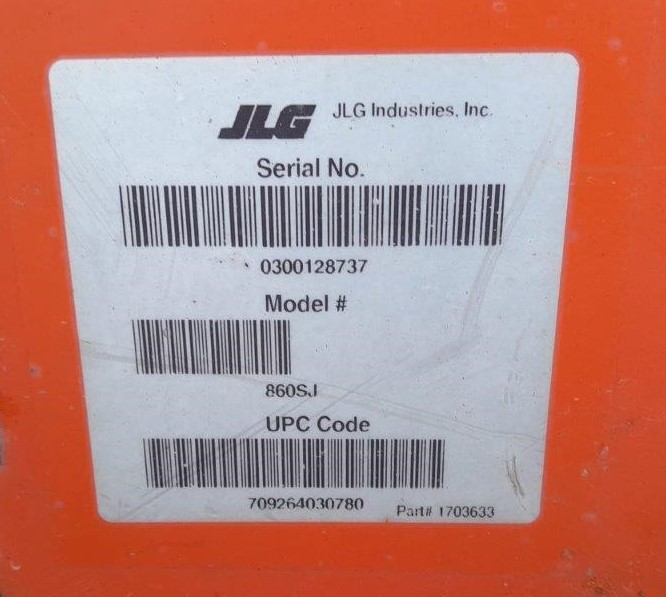 JLG JLG Industries, Inc.
Serial No.
0300128737
Model #
860SJ
UPC Code
709264030780
Part# 1703633